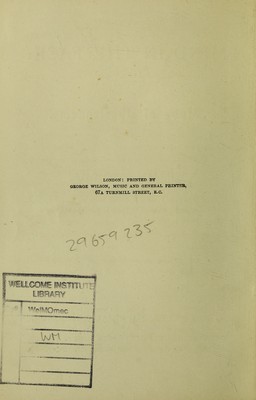 LONDON: PRINTED BY
GEORGE WILSON, MUSIC AND GENERAL PRINTER,
67A TURNMILL STREET, E.C.
29659235
WELLCOME INSTITUTE
LIBRARY
WelMOmec
WM